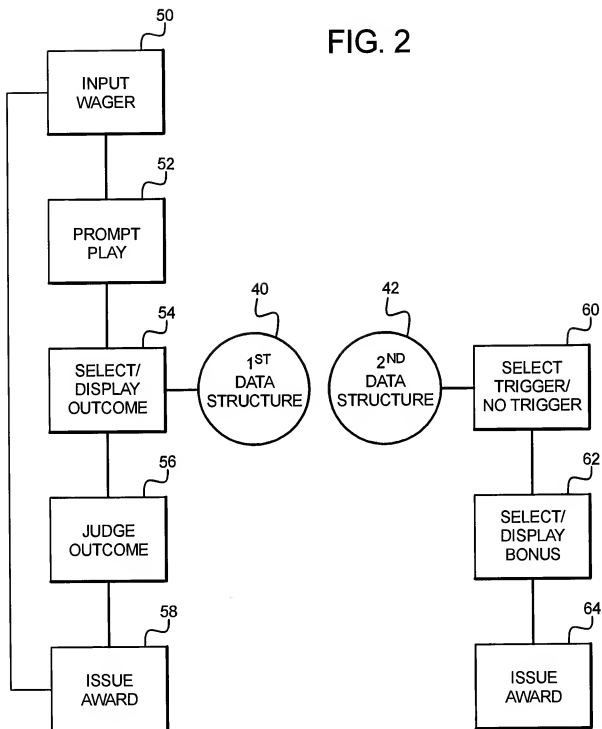 FIG. 2
50
INPUT
WAGER
52
PROMPT
PLAY
54
SELECT/
DISPLAY
OUTCOME
40
1ST
DATA
STRUCTURE
42
2ND
DATA
STRUCTURE
60
SELECT
TRIGGER/
NO TRIGGER
56
JUDGE
OUTCOME
62
SELECT/
DISPLAY
BONUS
58
ISSUE
AWARD
64
ISSUE
AWARD